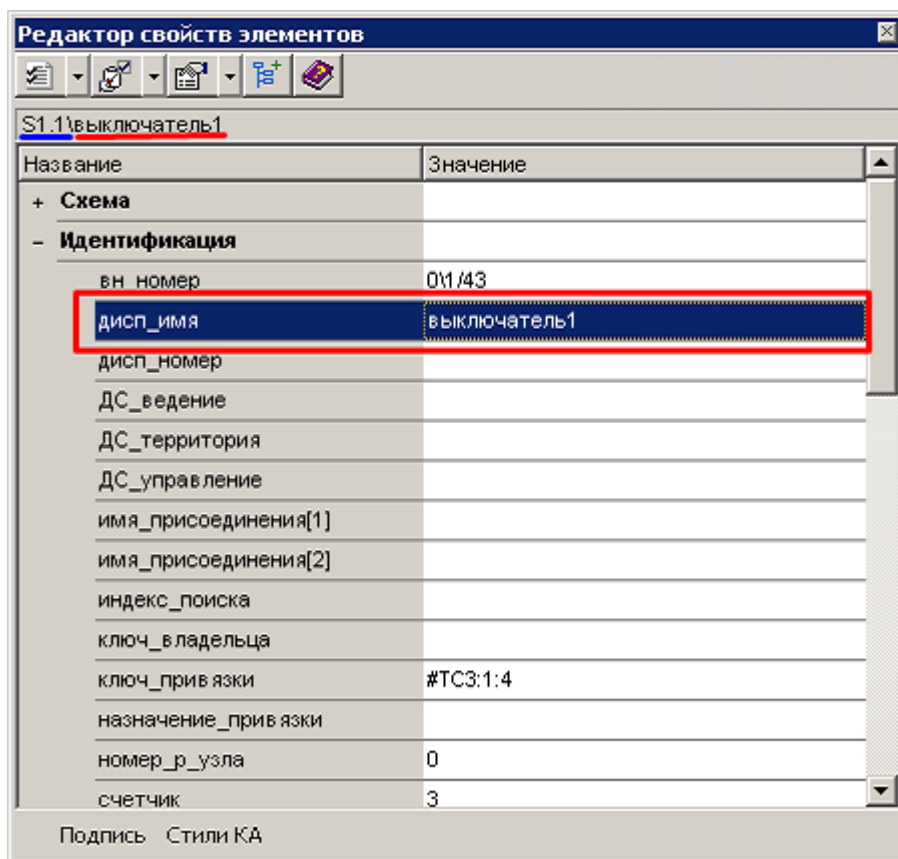 Редактор свойств элементов
S1.1\выключатель1
Название Значение
+ Схема
- Идентификация
вн_номер 0\1/43
дисп_имя выключатель1
дисп_номер
ДС_ведение
ДС_территория
ДС_управление
имя_присоединения[1]
имя_присоединения[2]
индекс_поиска
ключ_владельца
ключ_привязки #ТС3:1:4
назначение_привязки
номер_р_узла 0
счетчик 3
Подпись Стили КА